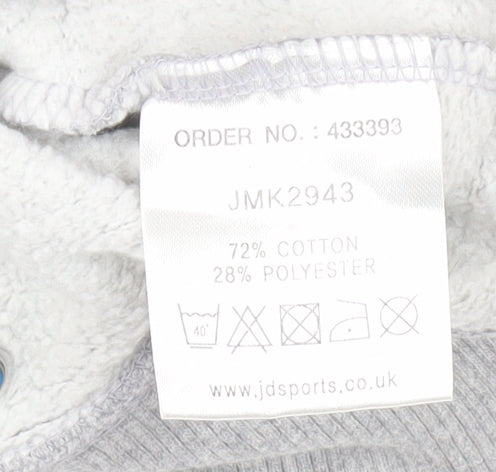 ORDER NO. : 433393
JMK2943
72% COTTON
28% POLYESTER
40°
www.jdsports.co.uk